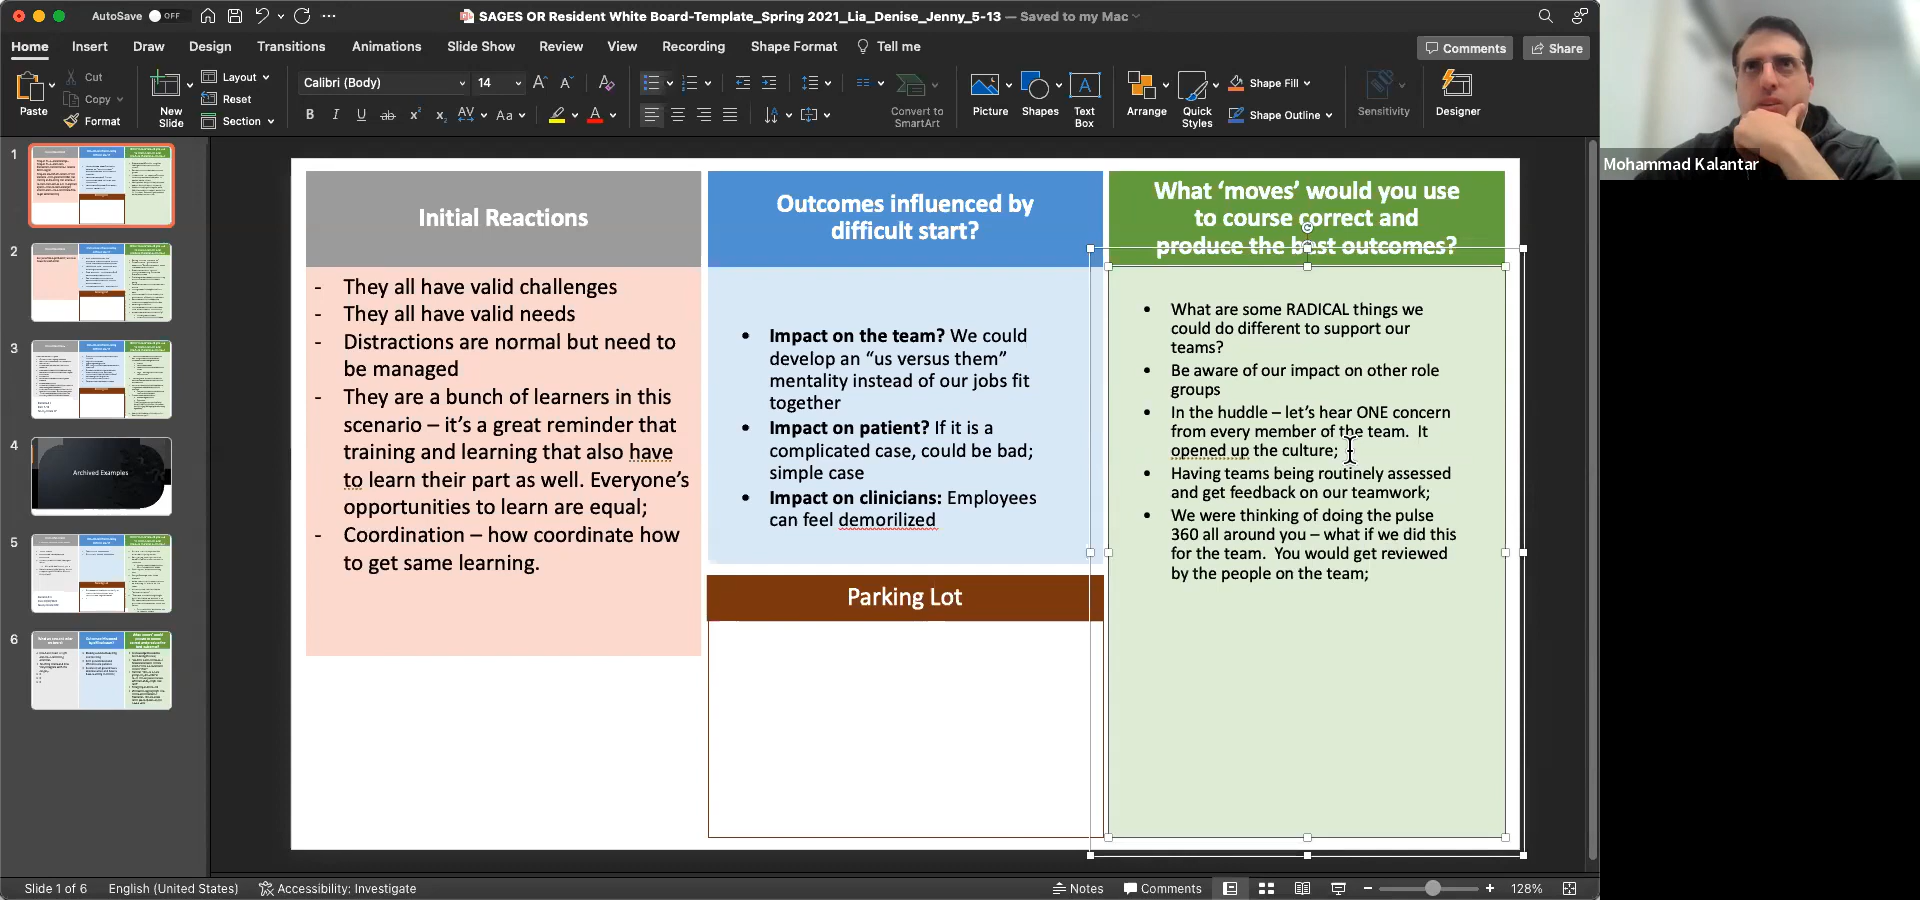 AutoSave OFF
SAGES OR Resident White Board-Template_Spring 2021_Lia_Denise_Jenny_5-13 — Saved to my Mac
Home Insert Draw Design Transitions Animations Slide Show Review View Recording Shape Format Tell me
Comments Share
Paste
Cut
Copy
Format
New
Slide
Layout
Reset
Section
Calibri (Body) 14
Convert to
SmartArt
Picture
Shapes
Text
Box
Arrange
Quick
Styles
Shape Fill
Shape Outline
Sensitivity
Designer
1
2
3
4
Archived Examples
5
6
Initial Reactions
- They all have valid challenges
- They all have valid needs
- Distractions are normal but need to
be managed
- They are a bunch of learners in this
scenario – it's a great reminder that
training and learning that also have
to learn their part as well. Everyone's
opportunities to learn are equal;
- Coordination – how coordinate how
to get same learning.
Outcomes influenced by
difficult start?
• Impact on the team? We could
develop an "us versus them"
mentality instead of our jobs fit
together
• Impact on patient? If it is a
complicated case, could be bad;
simple case
• Impact on clinicians: Employees
can feel demorilized
Parking Lot
What 'moves' would you use
to course correct and
produce the best outcomes?
• What are some RADICAL things we
could do different to support our
teams?
• Be aware of our impact on other role
groups
• In the huddle – let's hear ONE concern
from every member of the team. It
opened up the culture;
• Having teams being routinely assessed
and get feedback on our teamwork;
• We were thinking of doing the pulse
360 all around you – what if we did this
for the team. You would get reviewed
by the people on the team;
Mohammad Kalantar
Slide 1 of 6 English (United States) Accessibility: Investigate
Notes Comments 128%